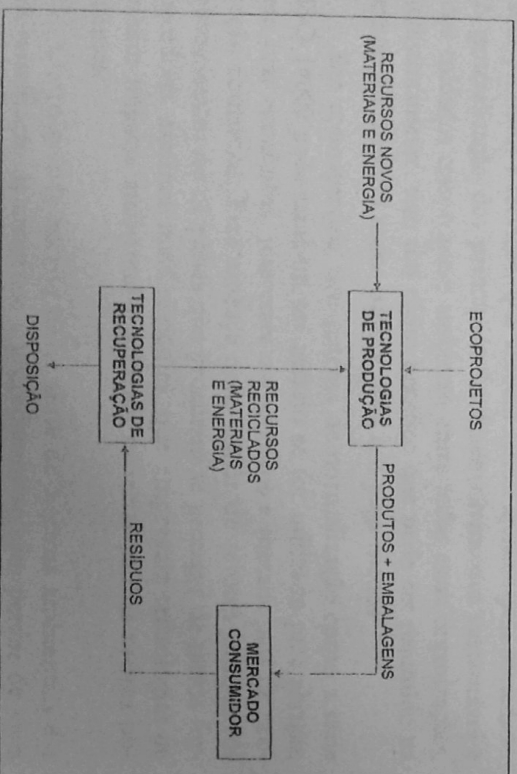 ECOPROJETOS
RECURSOS NOVOS
(MATERIAIS E ENERGIA)
TECNOLOGIAS
DE PRODUÇÃO
PRODUTOS + EMBALAGENS
RECURSOS
RECICLADOS
(MATERIAIS
E ENERGIA)
MERCADO
CONSUMIDOR
TECNOLOGIAS DE
RECUPERAÇÃO
RESÍDUOS
DISPOSIÇÃO